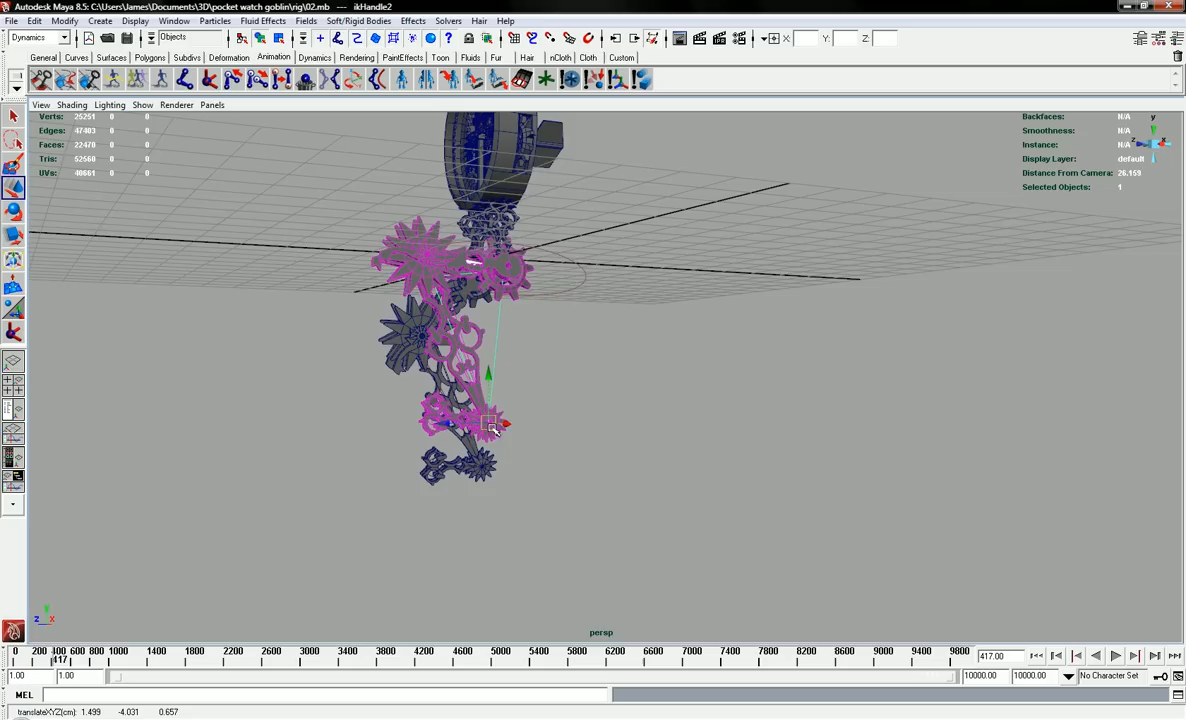 Autodesk Maya 8.5: C:\Users\James\Documents\3D\pocket watch goblin\rig\02.mb --- ikHandle2
File Edit Modify Create Display Window Particles Fluid Effects Fields Soft/Rigid Bodies Effects Solvers Hair Help
Dynamics Objects X: Y: Z:
General Curves Surfaces Polygons Subdivs Deformation Animation Dynamics Rendering PaintEffects Toon Fluids Fur Hair nCloth Cloth Custom
View Shading Lighting Show Renderer Panels
Verts: 25251 0 0
Edges: 47403 0 0
Faces: 22470 0 0
Tris: 52560 0 0
UVs: 40661 0 0
Backfaces: N/A
Smoothness: N/A
Instance: N/A
Display Layer: default
Distance From Camera: 26.159
Selected Objects: 1
y
z x
y
z x
persp
0 200 400 600 800 1000 1400 1800 2200 2600 3000 3400 3800 4200 4600 5000 5400 5800 6200 6600 7000 7400 7800 8200 8600 9000 9400 9800
417
417.00
1.00 1.00 10000.00 10000.00 No Character Set
MEL
translateXYZ(cm): 1.499 -4.031 0.657